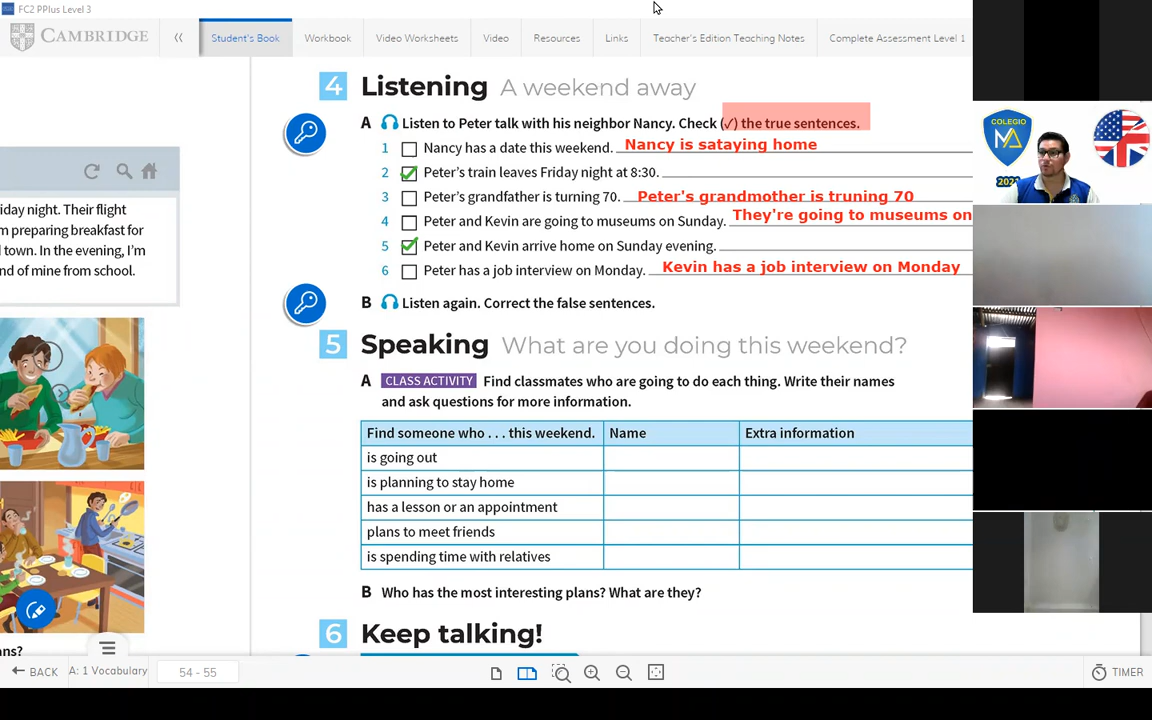 FC2 PPlus Level 3
CAMBRIDGE
Student's Book
Workbook
Video Worksheets
Video
Resources
Links
Teacher's Edition Teaching Notes
Complete Assessment Level 1
4 Listening A weekend away
A Listen to Peter talk with his neighbor Nancy. Check (✓) the true sentences.
1 Nancy has a date this weekend. Nancy is sataying home
2 Peter's train leaves Friday night at 8:30.
3 Peter's grandfather is turning 70. Peter's grandmother is truning 70
4 Peter and Kevin are going to museums on Sunday. They're going to museums on
5 Peter and Kevin arrive home on Sunday evening.
6 Peter has a job interview on Monday. Kevin has a job interview on Monday
B Listen again. Correct the false sentences.
iday night. Their flight
m preparing breakfast for
town. In the evening, I'm
nd of mine from school.
5 Speaking What are you doing this weekend?
A CLASS ACTIVITY Find classmates who are going to do each thing. Write their names
and ask questions for more information.
Find someone who . . . this weekend. Name Extra information
is going out
is planning to stay home
has a lesson or an appointment
plans to meet friends
is spending time with relatives
B Who has the most interesting plans? What are they?
6 Keep talking!
ans?
BACK
A: 1 Vocabulary
54 - 55
TIMER
COLEGIO
MA